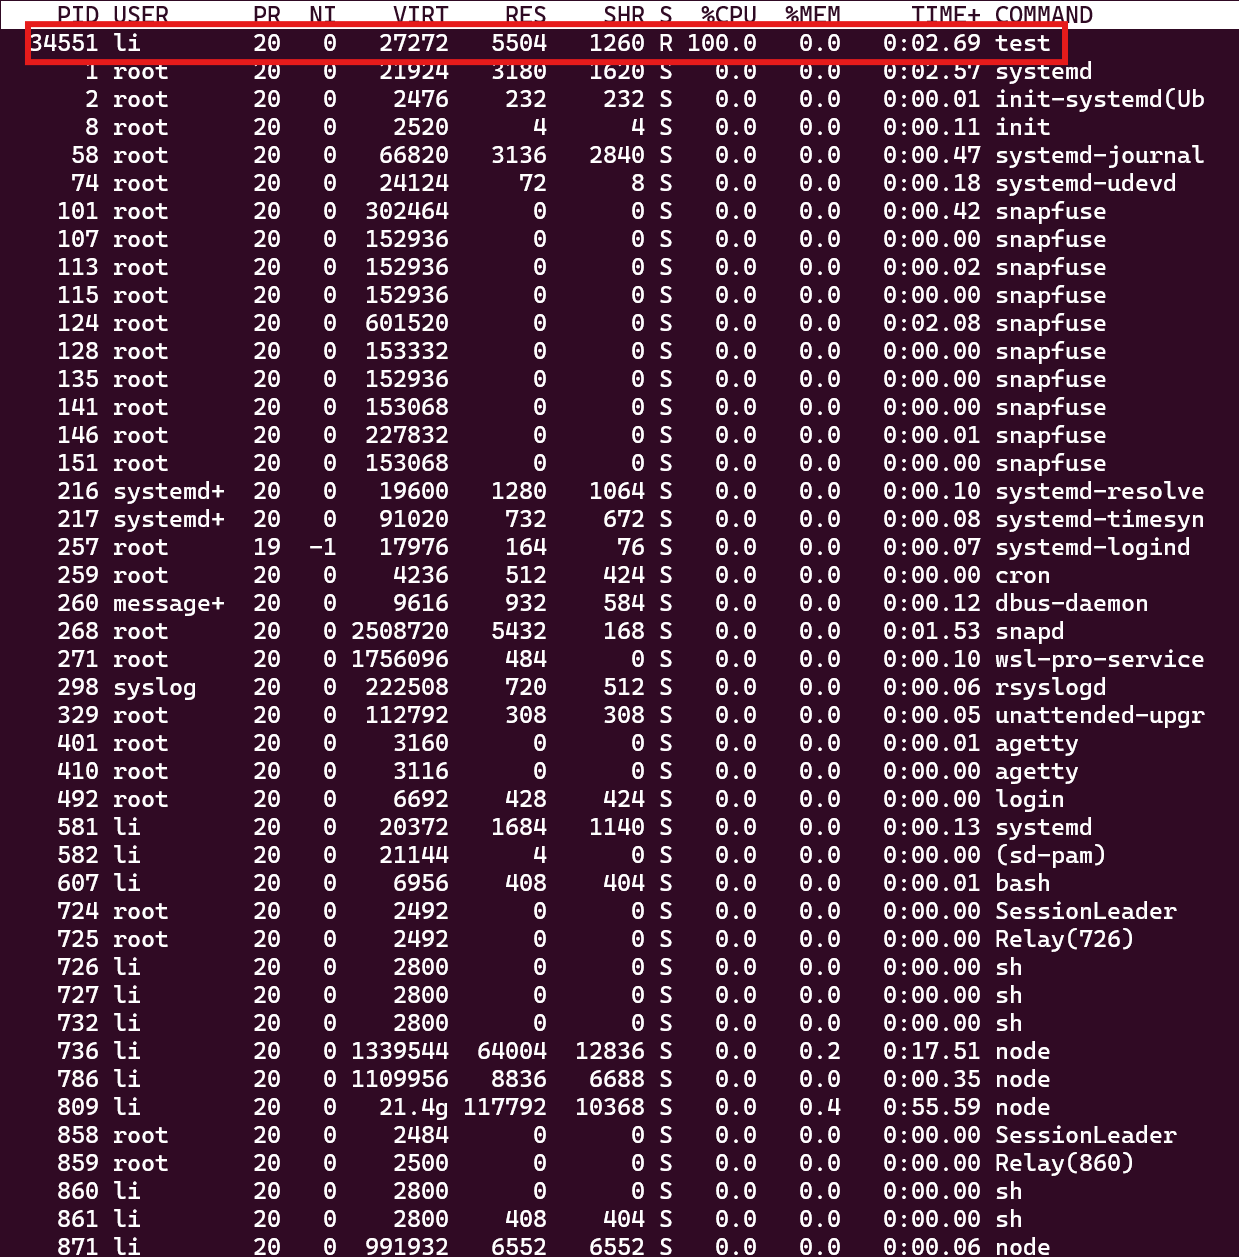 PID USER PR NI VIRT RES SHR S %CPU %MEM TIME+ COMMAND
34551 li 20 0 27272 5504 1260 R 100.0 0.0 0:02.69 test
1 root 20 0 21924 3180 1620 S 0.0 0.0 0:02.57 systemd
2 root 20 0 2476 232 232 S 0.0 0.0 0:00.01 init-systemd(Ub
8 root 20 0 2520 4 4 S 0.0 0.0 0:00.11 init
58 root 20 0 66820 3136 2840 S 0.0 0.0 0:00.47 systemd-journal
74 root 20 0 24124 72 8 S 0.0 0.0 0:00.18 systemd-udevd
101 root 20 0 302464 0 0 S 0.0 0.0 0:00.42 snapfuse
107 root 20 0 152936 0 0 S 0.0 0.0 0:00.00 snapfuse
113 root 20 0 152936 0 0 S 0.0 0.0 0:00.02 snapfuse
115 root 20 0 152936 0 0 S 0.0 0.0 0:00.00 snapfuse
124 root 20 0 601520 0 0 S 0.0 0.0 0:02.08 snapfuse
128 root 20 0 153332 0 0 S 0.0 0.0 0:00.00 snapfuse
135 root 20 0 152936 0 0 S 0.0 0.0 0:00.00 snapfuse
141 root 20 0 153068 0 0 S 0.0 0.0 0:00.00 snapfuse
146 root 20 0 227832 0 0 S 0.0 0.0 0:00.01 snapfuse
151 root 20 0 153068 0 0 S 0.0 0.0 0:00.00 snapfuse
216 systemd+ 20 0 19600 1280 1064 S 0.0 0.0 0:00.10 systemd-resolve
217 systemd+ 20 0 91020 732 672 S 0.0 0.0 0:00.08 systemd-timesyn
257 root 19 -1 17976 164 76 S 0.0 0.0 0:00.07 systemd-logind
259 root 20 0 4236 512 424 S 0.0 0.0 0:00.00 cron
260 message+ 20 0 9616 932 584 S 0.0 0.0 0:00.12 dbus-daemon
268 root 20 0 2508720 5432 168 S 0.0 0.0 0:01.53 snapd
271 root 20 0 1756096 484 0 S 0.0 0.0 0:00.10 wsl-pro-service
298 syslog 20 0 222508 720 512 S 0.0 0.0 0:00.06 rsyslogd
329 root 20 0 112792 308 308 S 0.0 0.0 0:00.05 unattended-upgr
401 root 20 0 3160 0 0 S 0.0 0.0 0:00.01 agetty
410 root 20 0 3116 0 0 S 0.0 0.0 0:00.00 agetty
492 root 20 0 6692 428 424 S 0.0 0.0 0:00.00 login
581 li 20 0 20372 1684 1140 S 0.0 0.0 0:00.13 systemd
582 li 20 0 21144 4 0 S 0.0 0.0 0:00.00 (sd-pam)
607 li 20 0 6956 408 404 S 0.0 0.0 0:00.01 bash
724 root 20 0 2492 0 0 S 0.0 0.0 0:00.00 SessionLeader
725 root 20 0 2492 0 0 S 0.0 0.0 0:00.00 Relay(726)
726 li 20 0 2800 0 0 S 0.0 0.0 0:00.00 sh
727 li 20 0 2800 0 0 S 0.0 0.0 0:00.00 sh
732 li 20 0 2800 0 0 S 0.0 0.0 0:00.00 sh
736 li 20 0 1339544 64004 12836 S 0.0 0.2 0:17.51 node
786 li 20 0 1109956 8836 6688 S 0.0 0.0 0:00.35 node
809 li 20 0 21.4g 117792 10368 S 0.0 0.4 0:55.59 node
858 root 20 0 2484 0 0 S 0.0 0.0 0:00.00 SessionLeader
859 root 20 0 2500 0 0 S 0.0 0.0 0:00.00 Relay(860)
860 li 20 0 2800 0 0 S 0.0 0.0 0:00.00 sh
861 li 20 0 2800 408 404 S 0.0 0.0 0:00.00 sh
871 li 20 0 991932 6552 6552 S 0.0 0.0 0:00.06 node